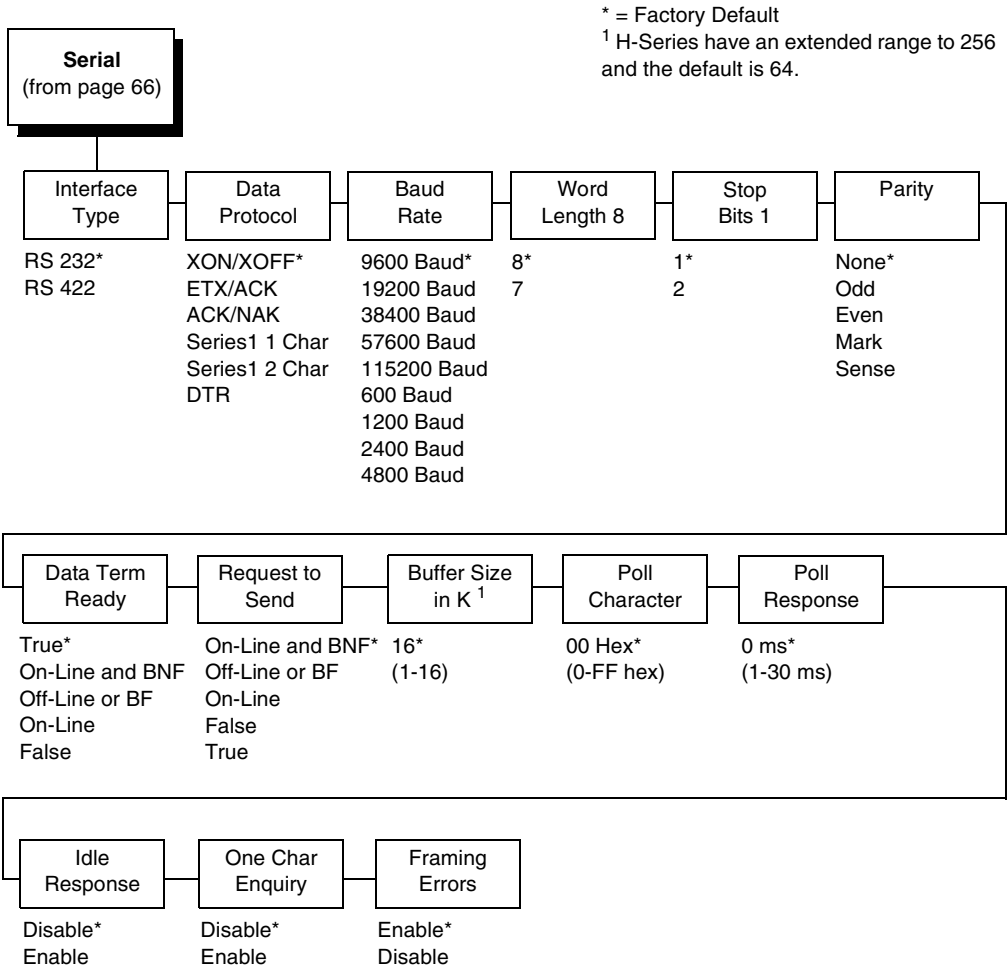 * = Factory Default
1 H-Series have an extended range to 256
and the default is 64.
Serial
(from page 66)
Interface
Type
RS 232*
RS 422
Data
Protocol
XON/XOFF*
ETX/ACK
ACK/NAK
Series1 1 Char
Series1 2 Char
DTR
Baud
Rate
9600 Baud*
19200 Baud
38400 Baud
57600 Baud
115200 Baud
600 Baud
1200 Baud
2400 Baud
4800 Baud
Word
Length 8
8*
7
Stop
Bits 1
1*
2
Parity
None*
Odd
Even
Mark
Sense
Data Term
Ready
True*
On-Line and BNF
Off-Line or BF
On-Line
False
Request to
Send
On-Line and BNF*
Off-Line or BF
On-Line
False
True
Buffer Size
in K 1
16*
(1-16)
Poll
Character
00 Hex*
(0-FF hex)
Poll
Response
0 ms*
(1-30 ms)
Idle
Response
Disable*
Enable
One Char
Enquiry
Disable*
Enable
Framing
Errors
Enable*
Disable